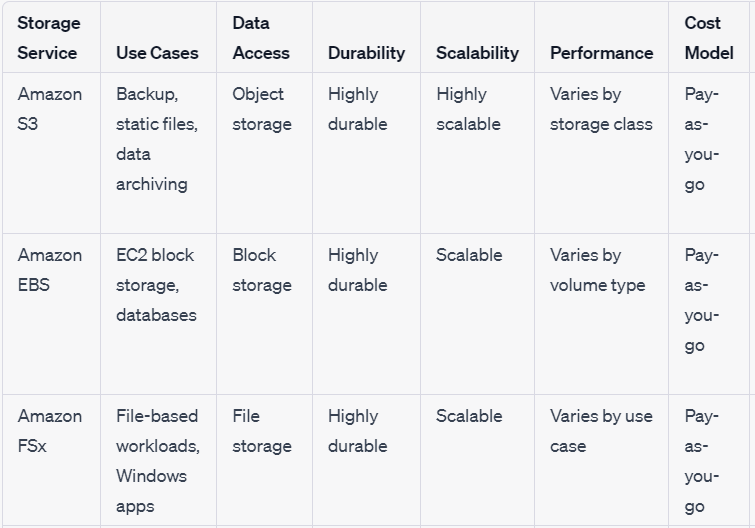 Storage Service | Use Cases | Data Access | Durability | Scalability | Performance | Cost Model
Amazon S3 | Backup, static files, data archiving | Object storage | Highly durable | Highly scalable | Varies by storage class | Pay-as-you-go
Amazon EBS | EC2 block storage, databases | Block storage | Highly durable | Scalable | Varies by volume type | Pay-as-you-go
Amazon FSx | File-based workloads, Windows apps | File storage | Highly durable | Scalable | Varies by use case | Pay-as-you-go